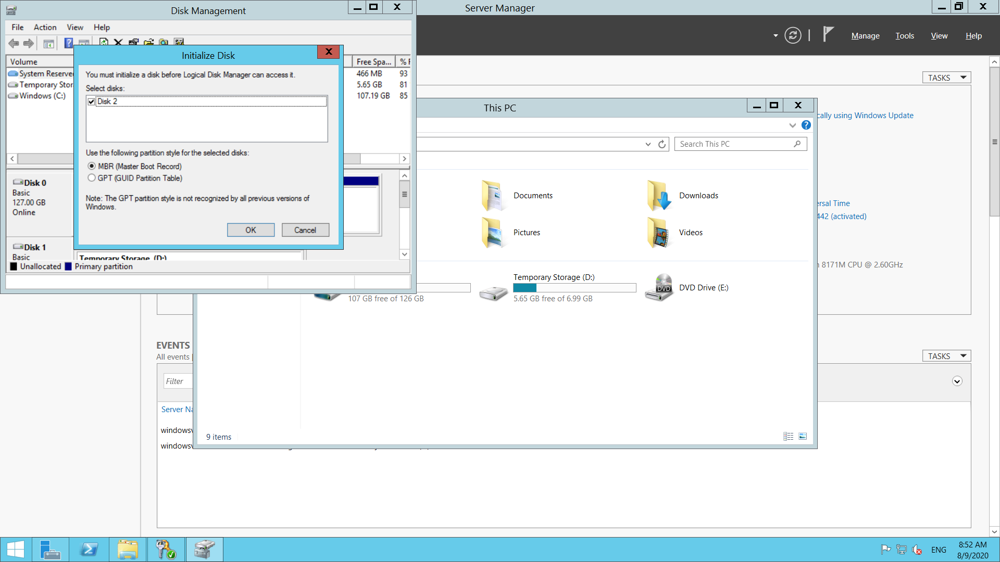 Disk Management
Server Manager
File Action View Help
Manage Tools View Help
Initialize Disk
Volume
Free Spa...
%
System Reserve
466 MB
93
Temporary Stor
5.65 GB
81
Windows (C:)
107.19 GB
85
You must initialize a disk before Logical Disk Manager can access it.
Select disks:
Disk 2
Use the following partition style for the selected disks:
MBR (Master Boot Record)
GPT (GUID Partition Table)
Note: The GPT partition style is not recognized by all previous versions of
Windows.
OK
Cancel
Disk 0
Basic
127.00 GB
Online
Disk 1
Basic
Temporary Storage (D:)
Unallocated
Primary partition
TASKS
This PC
cally using Windows Update
Search This PC
Documents
Downloads
ersal Time
442 (activated)
Pictures
Videos
8171M CPU @ 2.60GHz
Temporary Storage (D:)
DVD
DVD Drive (E:)
107 GB free of 126 GB
5.65 GB free of 6.99 GB
EVENTS
All events
TASKS
Filter
Server Na
windowsv
windowsv
9 items
ENG
8:52 AM
8/9/2020